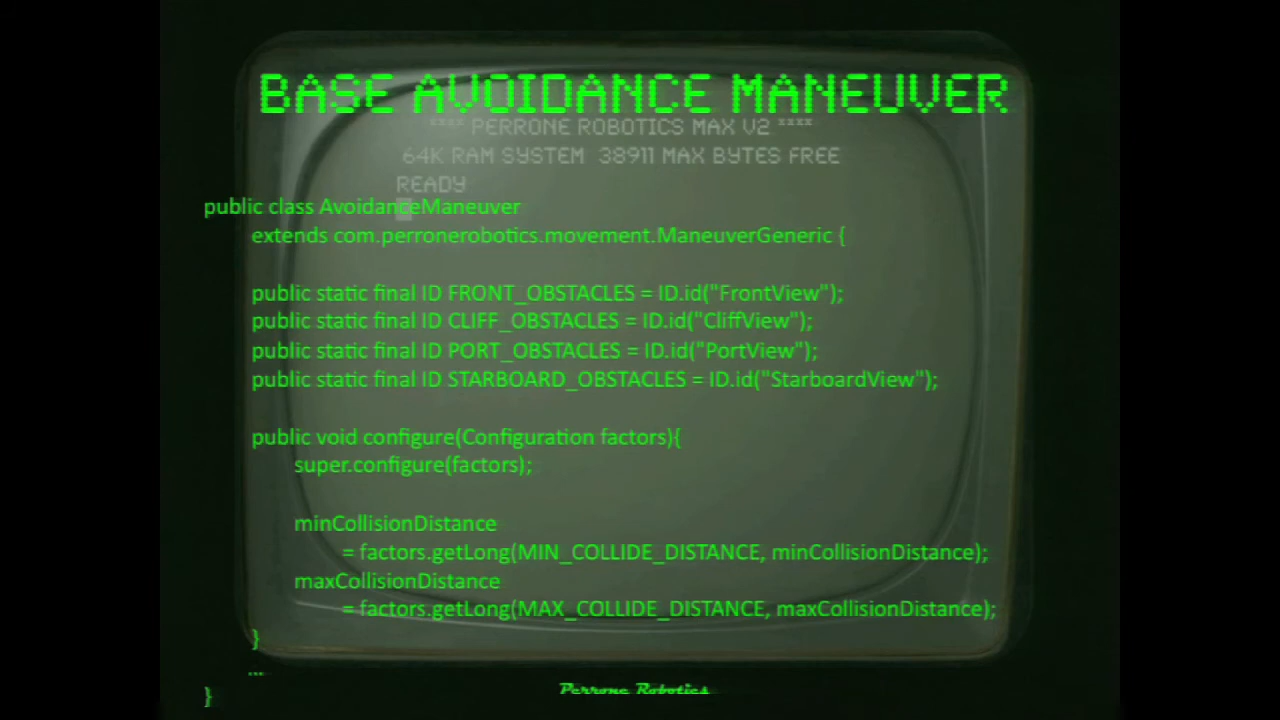 BASE AVOIDANCE MANEUVER
**** PERRONE ROBOTICS MAX V2 ****
64K RAM SYSTEM 38911 MAX BYTES FREE
READY
public class AvoidanceManeuver
extends com.perronerobotics.movement.ManeuverGeneric {
public static final ID FRONT_OBSTACLES = ID.id("FrontView");
public static final ID CLIFF_OBSTACLES = ID.id("CliffView");
public static final ID PORT_OBSTACLES = ID.id("PortView");
public static final ID STARBOARD_OBSTACLES = ID.id("StarboardView");
public void configure(Configuration factors){
super.configure(factors);
minCollisionDistance
= factors.getLong(MIN_COLLIDE_DISTANCE, minCollisionDistance);
maxCollisionDistance
= factors.getLong(MAX_COLLIDE_DISTANCE, maxCollisionDistance);
}
...
}
Perrone Robotics